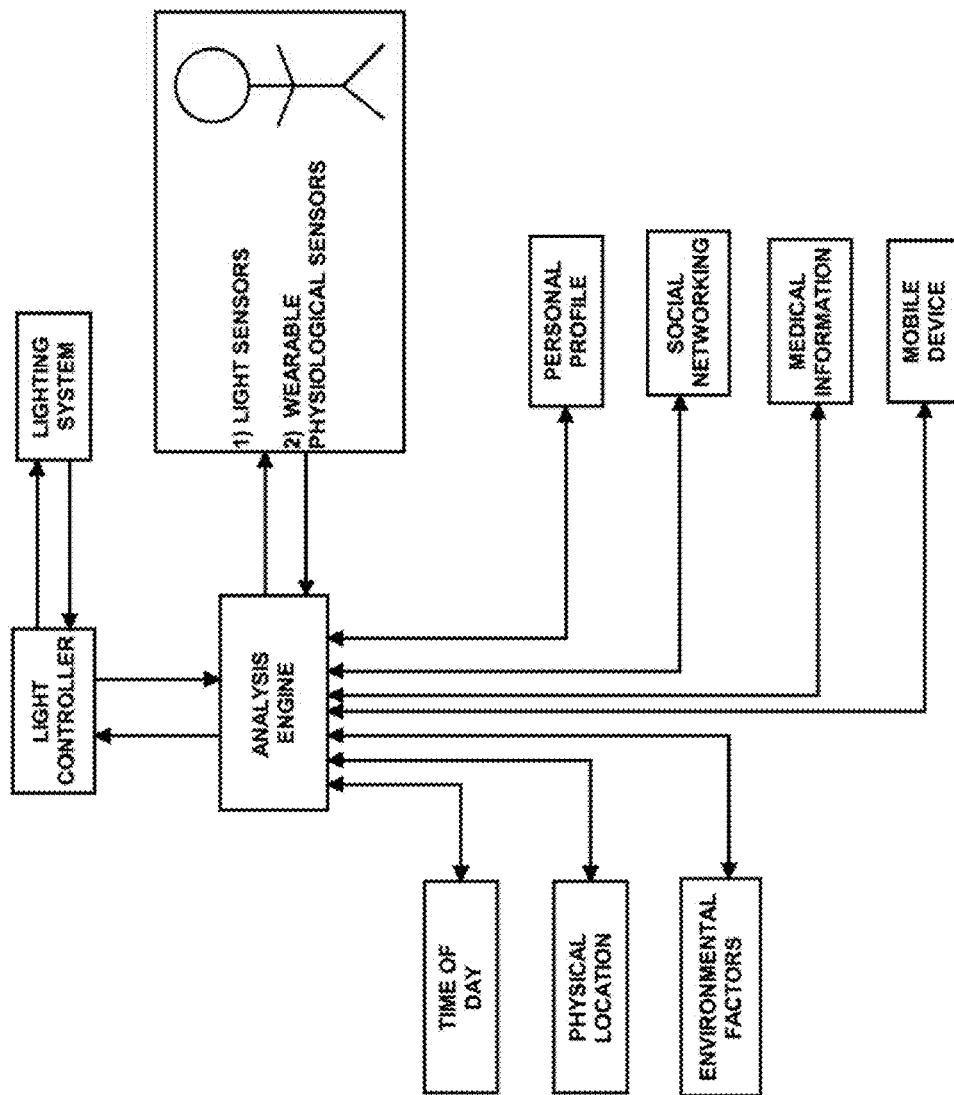 LIGHTING
SYSTEM
LIGHT
CONTROLLER
1) LIGHT SENSORS
2) WEARABLE
PHYSIOLOGICAL SENSORS
ANALYSIS
ENGINE
PERSONAL
PROFILE
SOCIAL
NETWORKING
MEDICAL
INFORMATION
MOBILE
DEVICE
TIME OF
DAY
PHYSICAL
LOCATION
ENVIRONMENTAL
FACTORS